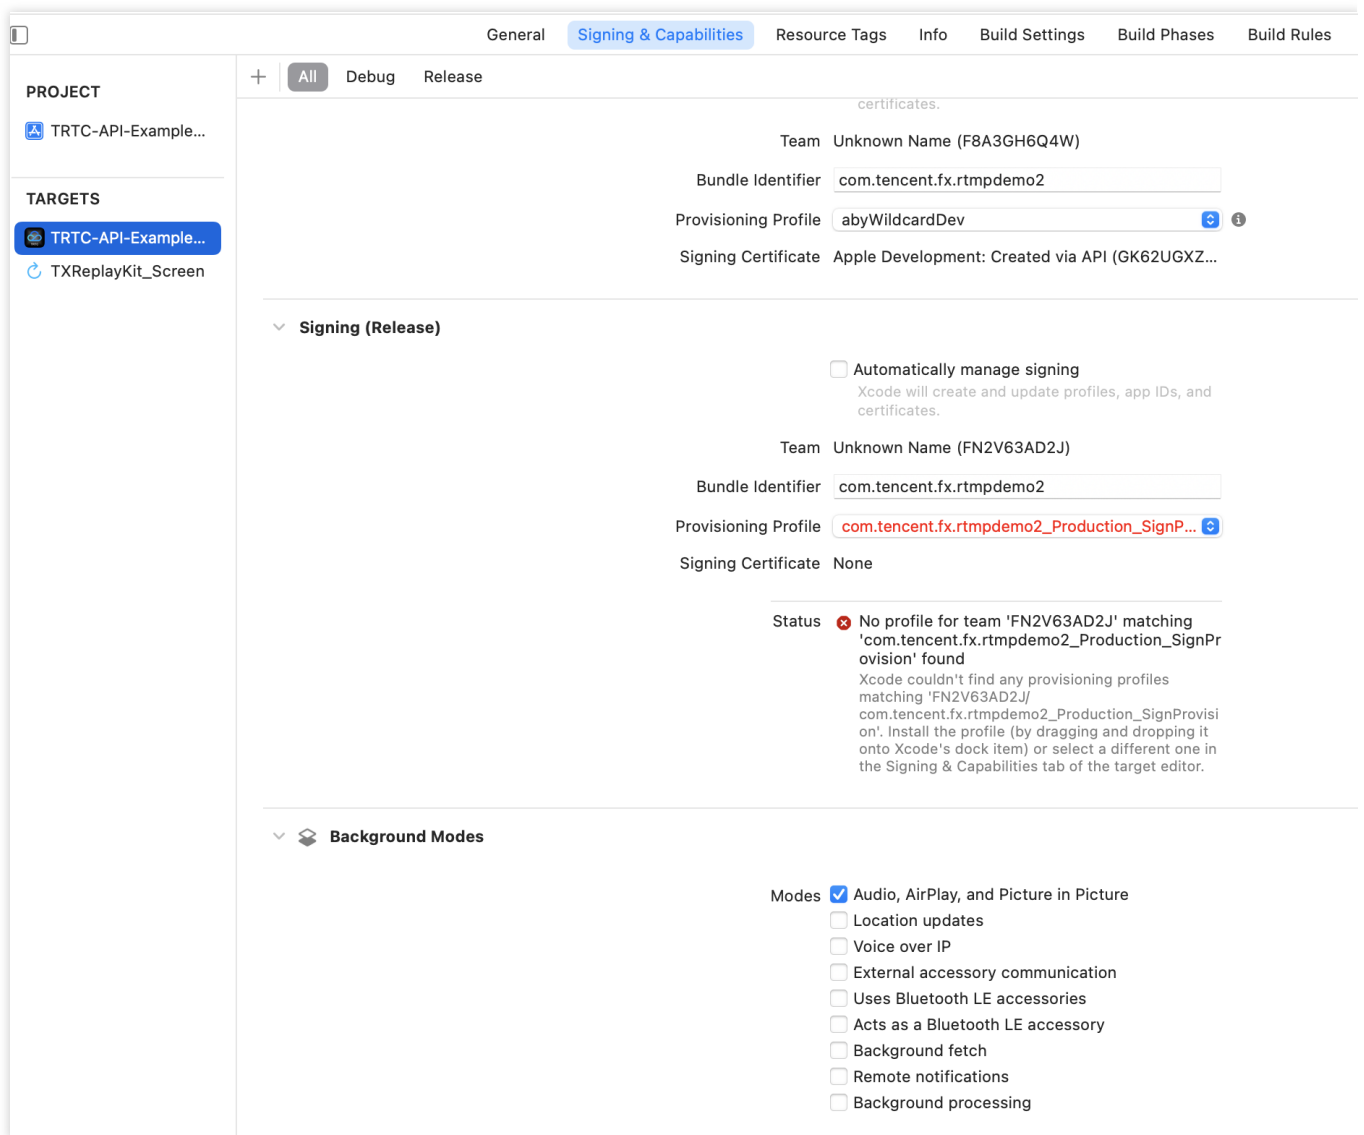 General Signing & Capabilities Resource Tags Info Build Settings Build Phases Build Rules
All Debug Release
PROJECT
TRTC-API-Example...
TARGETS
TRTC-API-Example...
TXReplayKit_Screen
certificates.
Team Unknown Name (F8A3GH6Q4W)
Bundle Identifier com.tencent.fx.rtmpdemo2
Provisioning Profile abyWildcardDev
Signing Certificate Apple Development: Created via API (GK62UGXZ...
Signing (Release)
Automatically manage signing
Xcode will create and update profiles, app IDs, and
certificates.
Team Unknown Name (FN2V63AD2J)
Bundle Identifier com.tencent.fx.rtmpdemo2
Provisioning Profile com.tencent.fx.rtmpdemo2_Production_SignP...
Signing Certificate None
Status No profile for team 'FN2V63AD2J' matching
'com.tencent.fx.rtmpdemo2_Production_SignPr
ovision' found
Xcode couldn't find any provisioning profiles
matching 'FN2V63AD2J/
com.tencent.fx.rtmpdemo2_Production_SignProvisi
on'. Install the profile (by dragging and dropping it
onto Xcode's dock item) or select a different one in
the Signing & Capabilities tab of the target editor.
Background Modes
Modes Audio, AirPlay, and Picture in Picture
Location updates
Voice over IP
External accessory communication
Uses Bluetooth LE accessories
Acts as a Bluetooth LE accessory
Background fetch
Remote notifications
Background processing